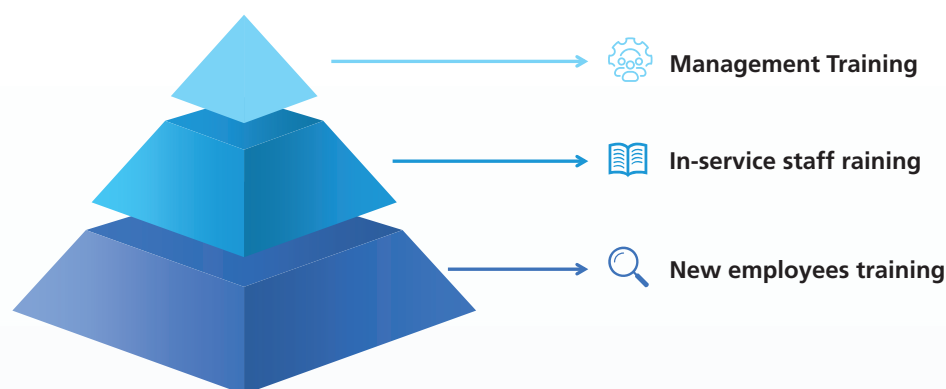 Management Training
In-service staff raining
New employees training